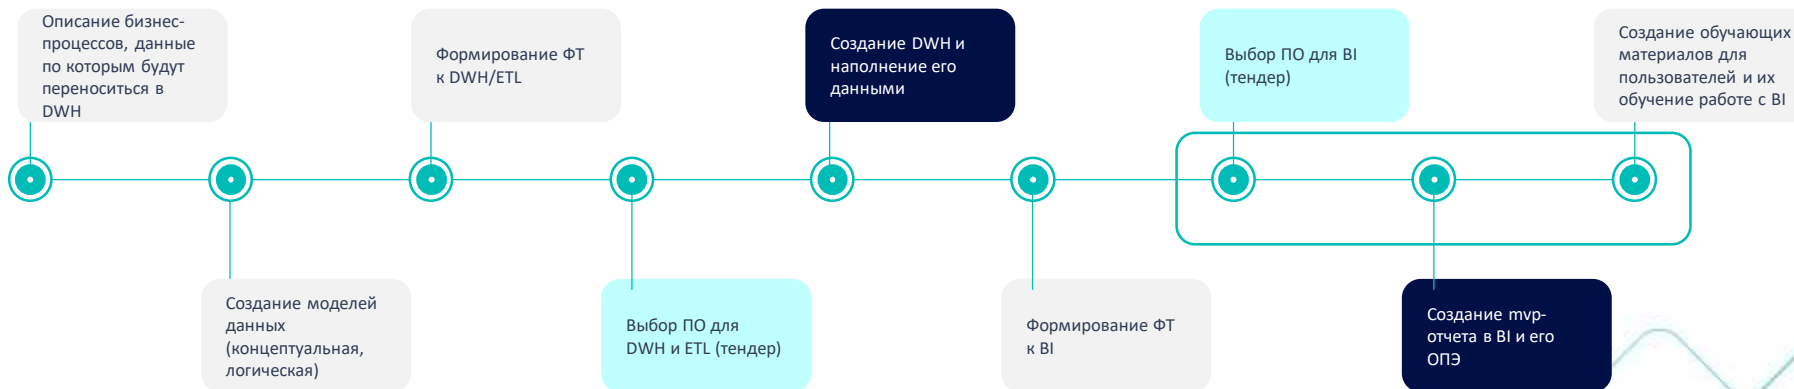 Описание бизнес-
процессов, данные
по которым будут
переноситься в
DWH
Создание моделей
данных
(концептуальная,
логическая)
Формирование ФТ
к DWH/ETL
Выбор ПО для
DWH и ETL (тендер)
Создание DWH и
наполнение его
данными
Формирование ФТ
к BI
Выбор ПО для BI
(тендер)
Создание mvp-
отчета в BI и его
ОПЭ
Создание обучающих
материалов для
пользователей и их
обучение работе с BI